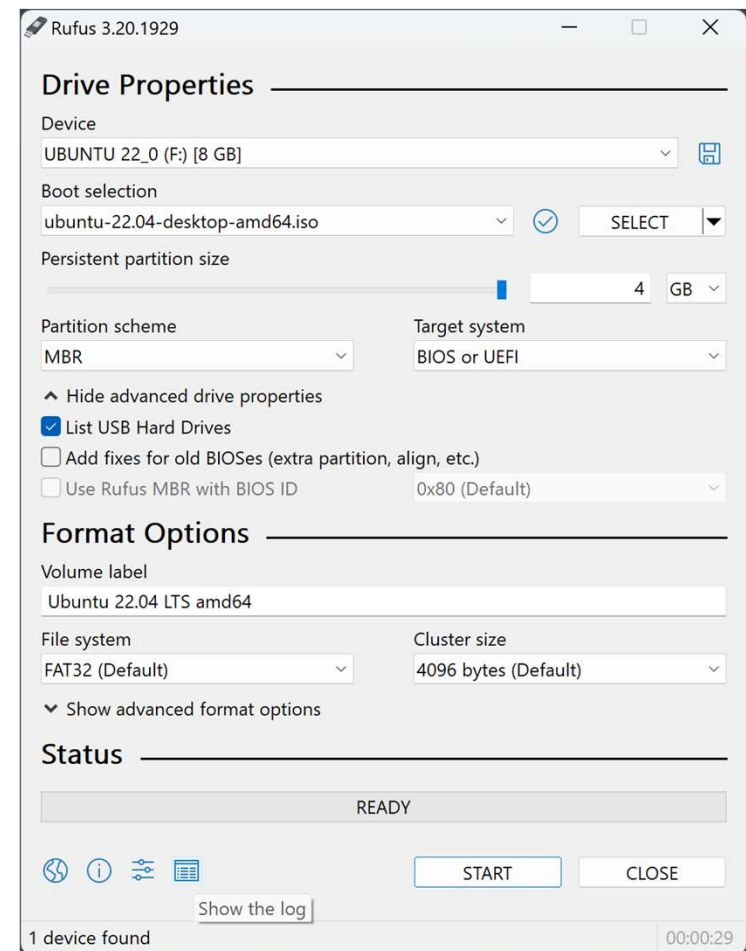 Rufus 3.20.1929
Drive Properties
Device
UBUNTU 22_0 (F:) [8 GB]
Boot selection
ubuntu-22.04-desktop-amd64.iso SELECT
Persistent partition size
4 GB
Partition scheme Target system
MBR BIOS or UEFI
Hide advanced drive properties
List USB Hard Drives
Add fixes for old BIOSes (extra partition, align, etc.)
Use Rufus MBR with BIOS ID 0x80 (Default)
Format Options
Volume label
Ubuntu 22.04 LTS amd64
File system Cluster size
FAT32 (Default) 4096 bytes (Default)
Show advanced format options
Status
READY
START CLOSE
Show the log
1 device found 00:00:29